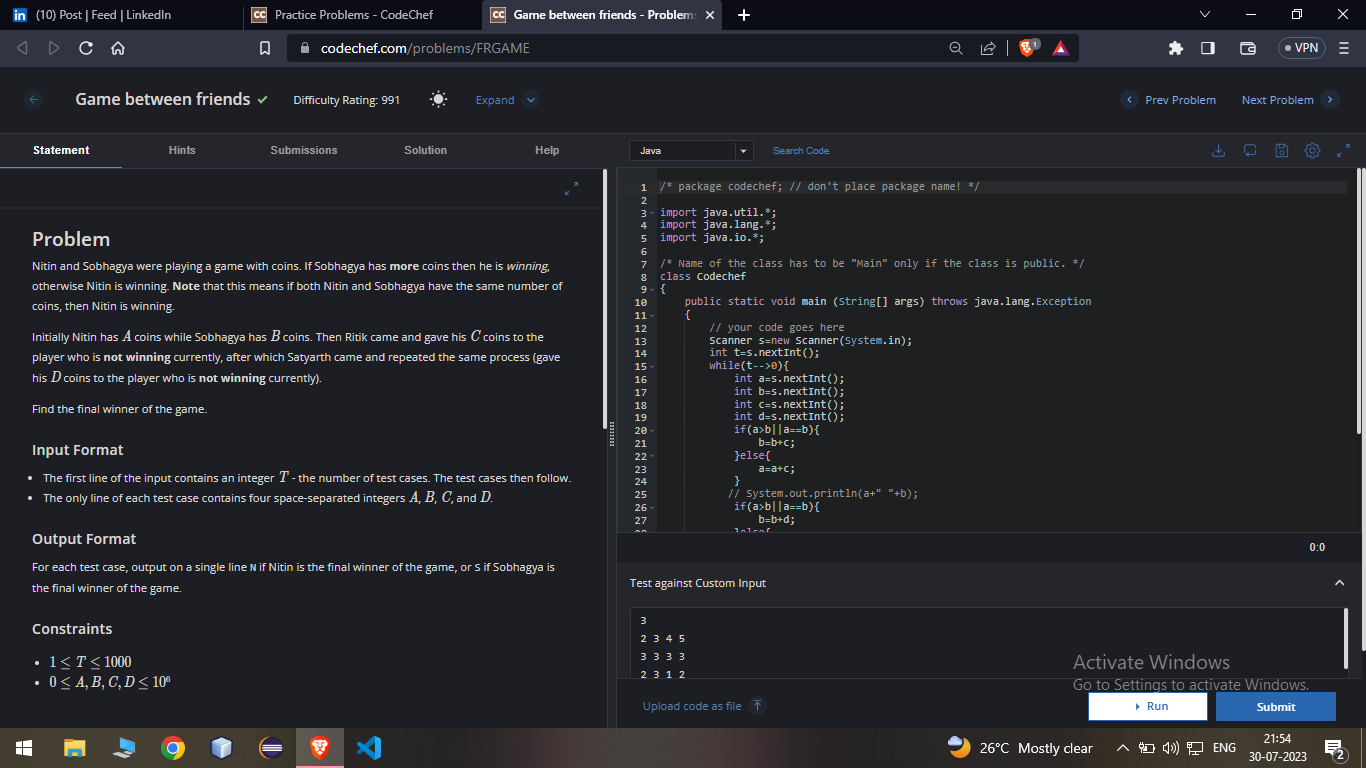 (10) Post | Feed | LinkedIn
Practice Problems - CodeChef
Game between friends - Problem
codechef.com/problems/FRGAME
1
VPN
Game between friends
Difficulty Rating: 991
Expand
Prev Problem
Next Problem
Statement
Hints
Submissions
Solution
Help
Java
Search Code
Problem
Nitin and Sobhagya were playing a game with coins. If Sobhagya has more coins then he is winning,
otherwise Nitin is winning. Note that this means if both Nitin and Sobhagya have the same number of
coins, then Nitin is winning.
Initially Nitin has A coins while Sobhagya has B coins. Then Ritik came and gave his C coins to the
player who is not winning currently, after which Satyarth came and repeated the same process (gave
his D coins to the player who is not winning currently).
Find the final winner of the game.
Input Format
• The first line of the input contains an integer T - the number of test cases. The test cases then follow.
• The only line of each test case contains four space-separated integers A, B, C, and D.
Output Format
For each test case, output on a single line N if Nitin is the final winner of the game, or S if Sobhagya is
the final winner of the game.
Constraints
• 1 ≤ T ≤ 1000
• 0 ≤ A, B, C, D ≤ 10⁶
1 /* package codechef; // don't place package name! */
2
3 import java.util.*;
4 import java.lang.*;
5 import java.io.*;
6
7 /* Name of the class has to be "Main" only if the class is public. */
8 class Codechef
9 {
10 public static void main (String[] args) throws java.lang.Exception
11 {
12 // your code goes here
13 Scanner s=new Scanner(System.in);
14 int t=s.nextInt();
15 while(t-->0){
16 int a=s.nextInt();
17 int b=s.nextInt();
18 int c=s.nextInt();
19 int d=s.nextInt();
20 if(a>b||a==b){
21 b=b+c;
22 }else{
23 a=a+c;
24 }
25 // System.out.println(a+" "+b);
26 if(a>b||a==b){
27 b=b+d;
28 }else{
0:0
Test against Custom Input
3
2 3 4 5
3 3 3 3
2 3 1 2
Activate Windows
Go to Settings to activate Windows.
Upload code as file
Run
Submit
26°C Mostly clear
ENG
21:54
30-07-2023
2